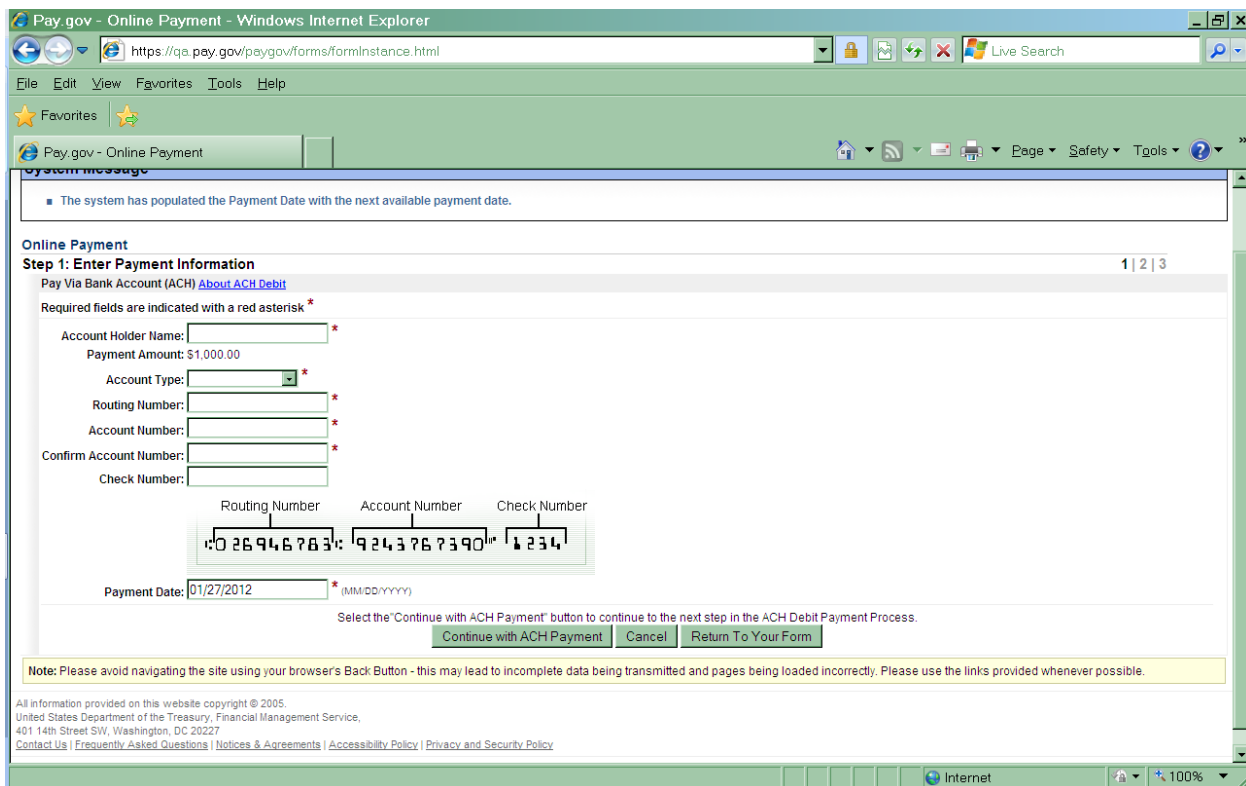 Pay.gov - Online Payment - Windows Internet Explorer
https://qa.pay.gov/paygov/forms/formInstance.html
Live Search
File Edit View Favorites Tools Help
Favorites
Pay.gov - Online Payment
Page Safety Tools
System Message
The system has populated the Payment Date with the next available payment date.
Online Payment
Step 1: Enter Payment Information 1 | 2 | 3
Pay Via Bank Account (ACH) About ACH Debit
Required fields are indicated with a red asterisk *
Account Holder Name: *
Payment Amount: $1,000.00
Account Type: *
Routing Number: *
Account Number: *
Confirm Account Number: *
Check Number:
Routing Number Account Number Check Number
⑆026946783⑆ 9243767390⑈ 1234
Payment Date: 01/27/2012 * (MM/DD/YYYY)
Select the"Continue with ACH Payment" button to continue to the next step in the ACH Debit Payment Process.
Continue with ACH Payment Cancel Return To Your Form
Note: Please avoid navigating the site using your browser's Back Button - this may lead to incomplete data being transmitted and pages being loaded incorrectly. Please use the links provided whenever possible.
All information provided on this website copyright © 2005.
United States Department of the Treasury, Financial Management Service,
401 14th Street SW, Washington, DC 20227
Contact Us | Frequently Asked Questions | Notices & Agreements | Accessibility Policy | Privacy and Security Policy
Internet 100%